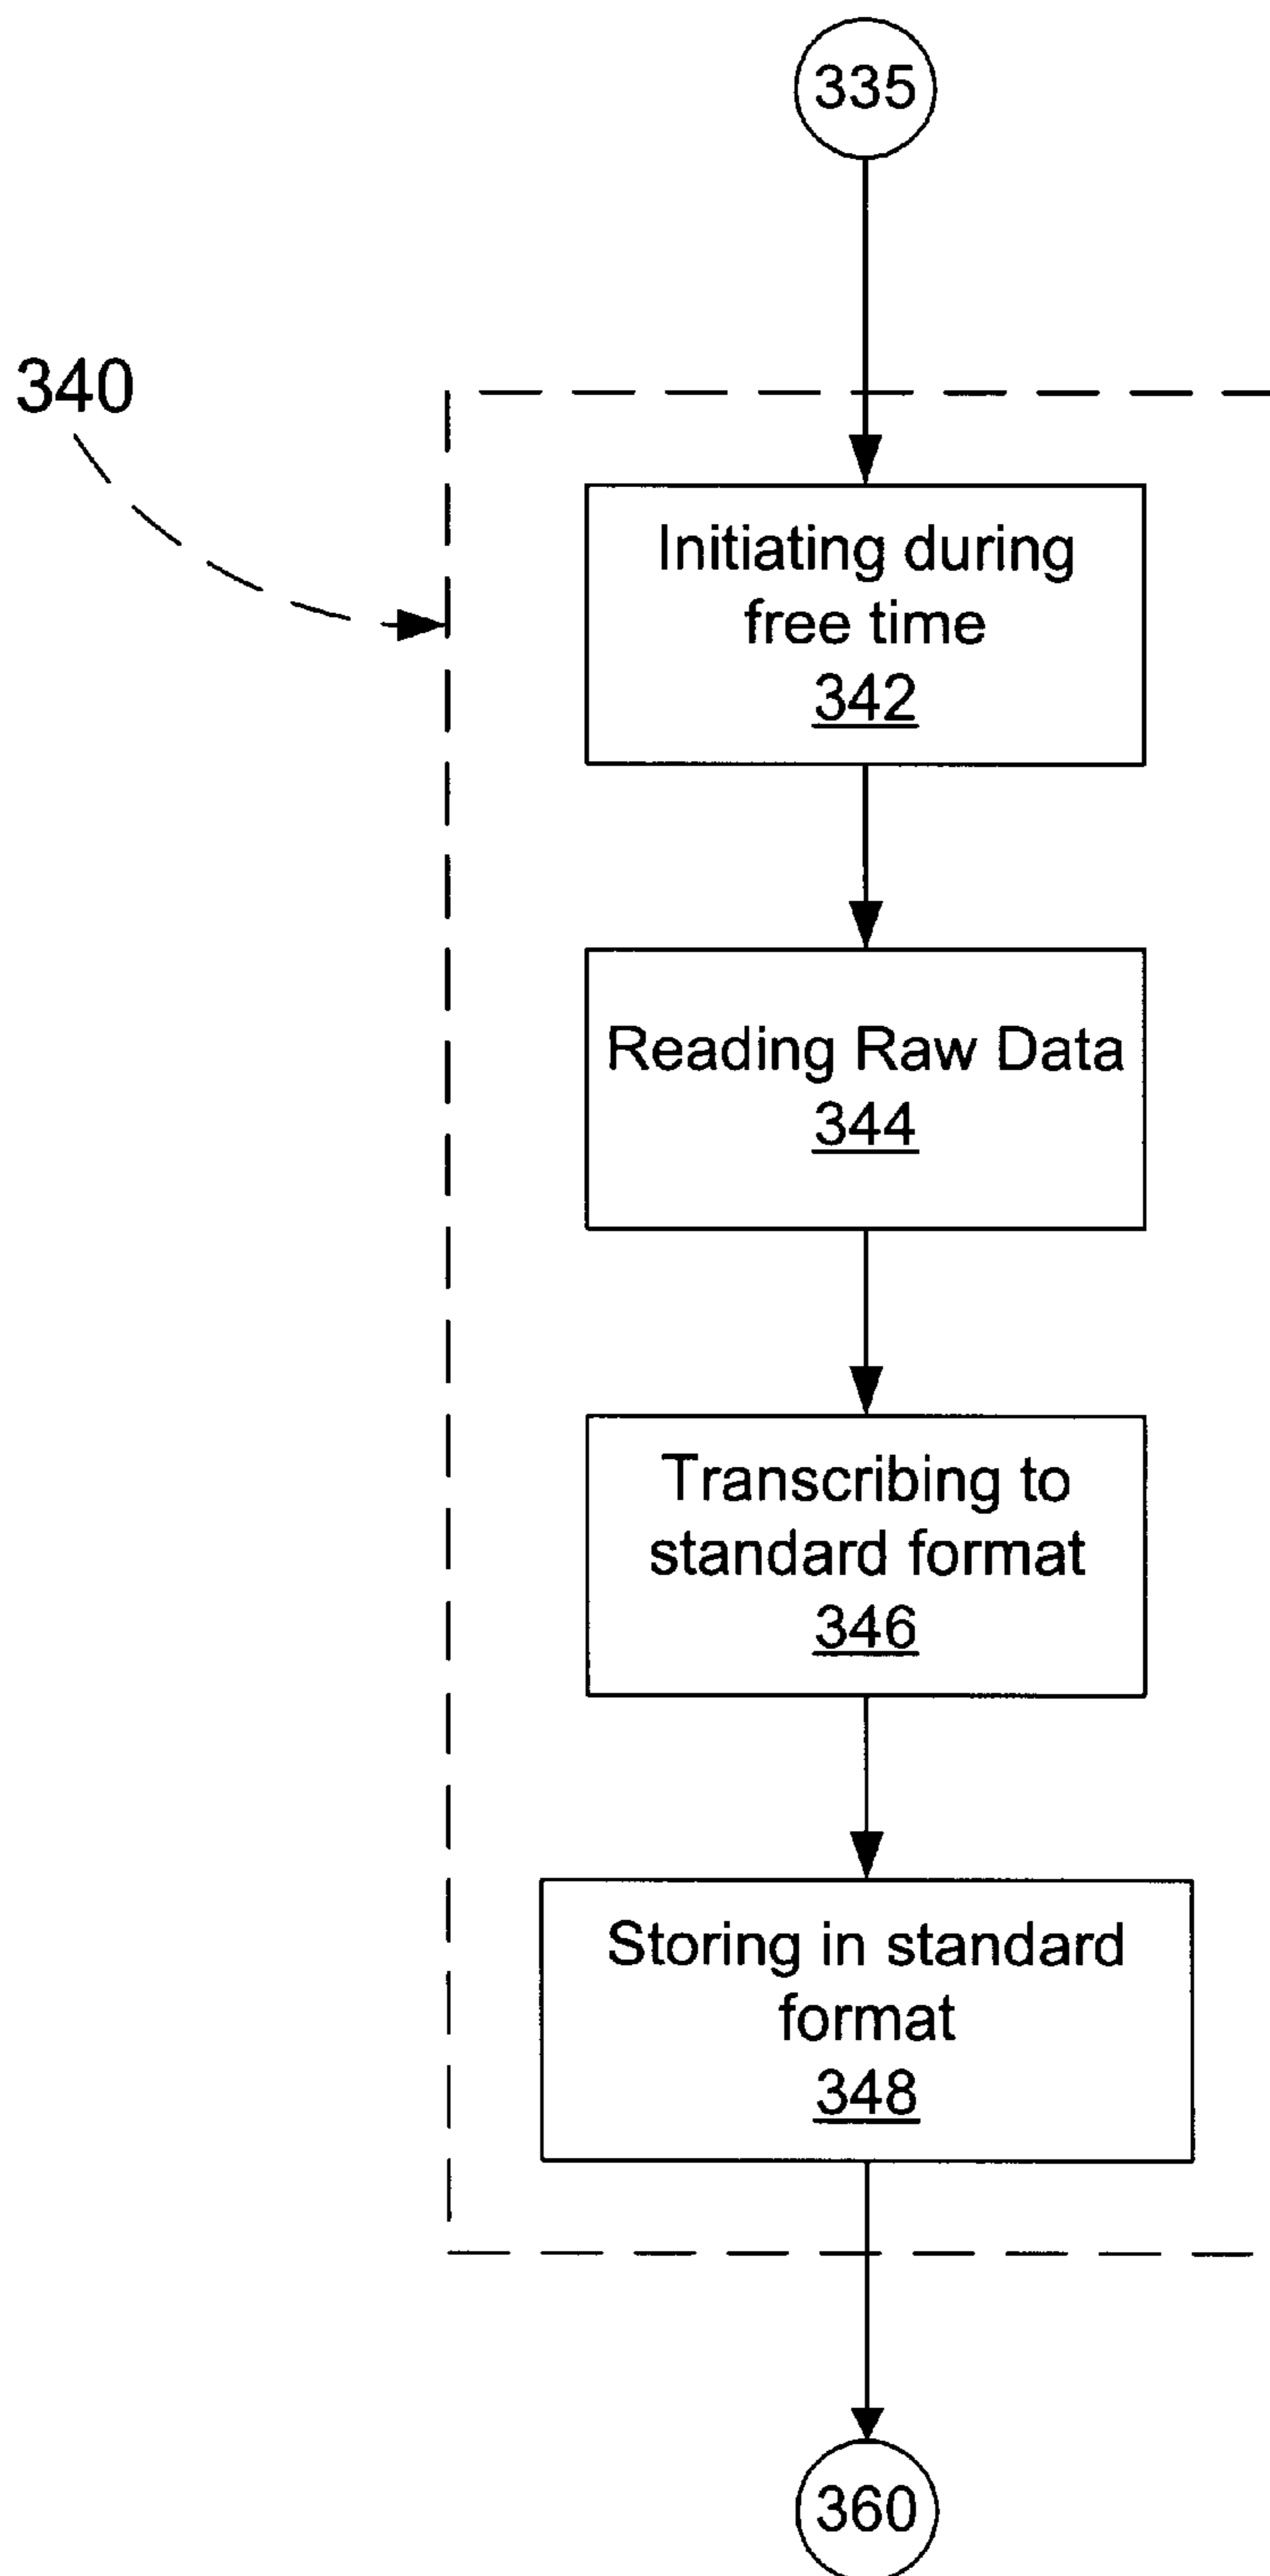 335
340
Initiating during
free time
342
Reading Raw Data
344
Transcribing to
standard format
346
Storing in standard
format
348
360